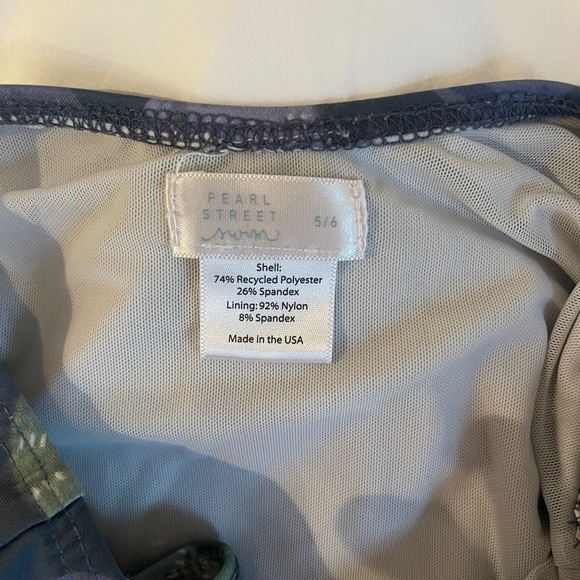 PEARL
STREET
swim
5/6
Shell:
74% Recycled Polyester
26% Spandex
Lining: 92% Nylon
8% Spandex
Made in the USA